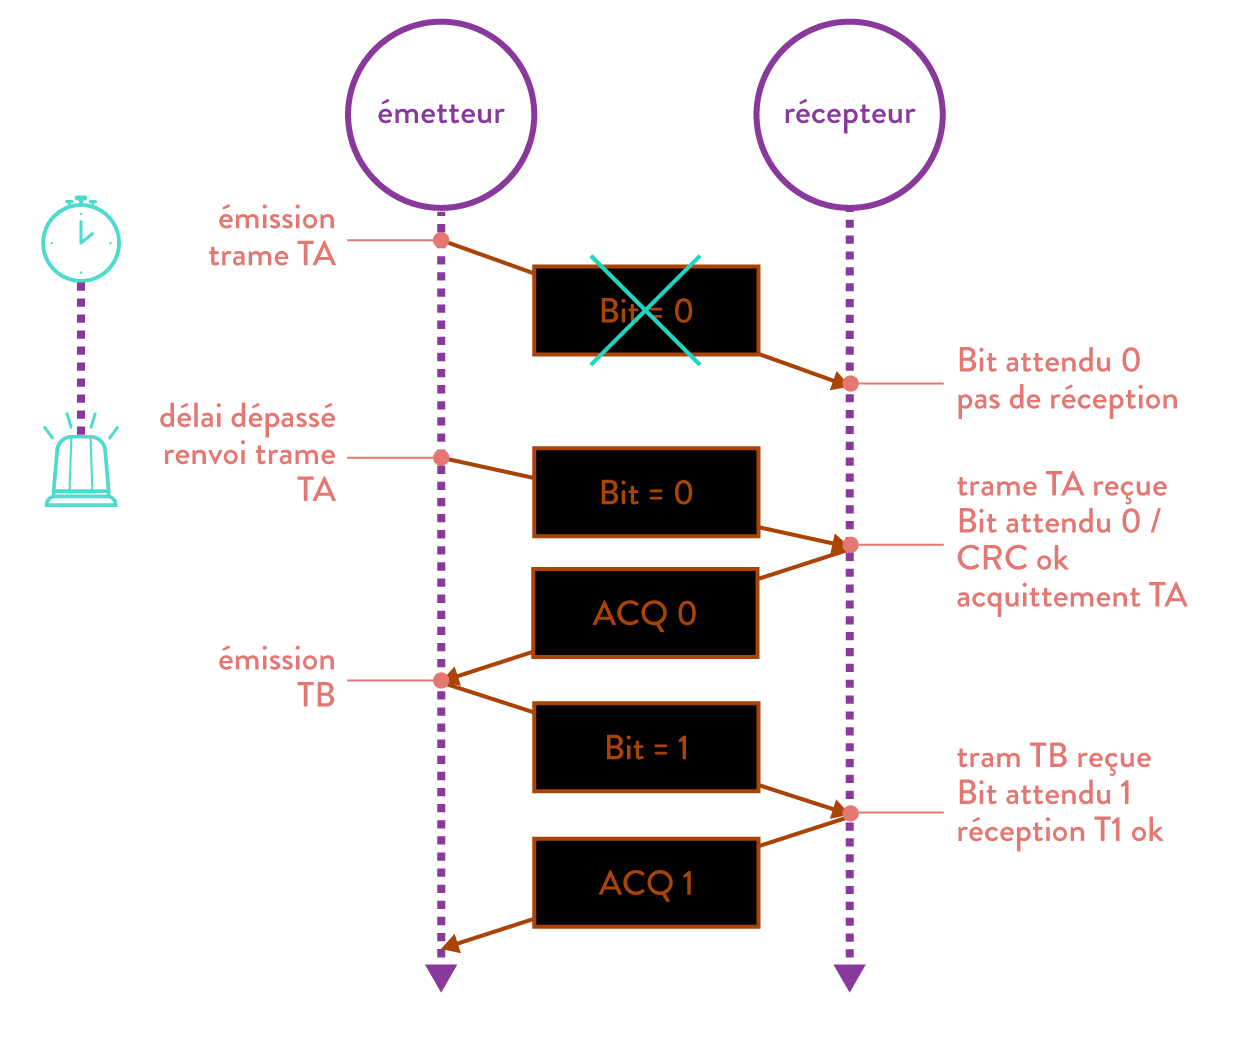 émetteur
récepteur
émission
trame TA
Bit = 0
Bit attendu 0
pas de réception
délai dépassé
renvoi trame
TA
Bit = 0
trame TA reçue
Bit attendu 0 /
CRC ok
acquittement TA
ACQ 0
émission
TB
Bit = 1
tram TB reçue
Bit attendu 1
réception T1 ok
ACQ 1